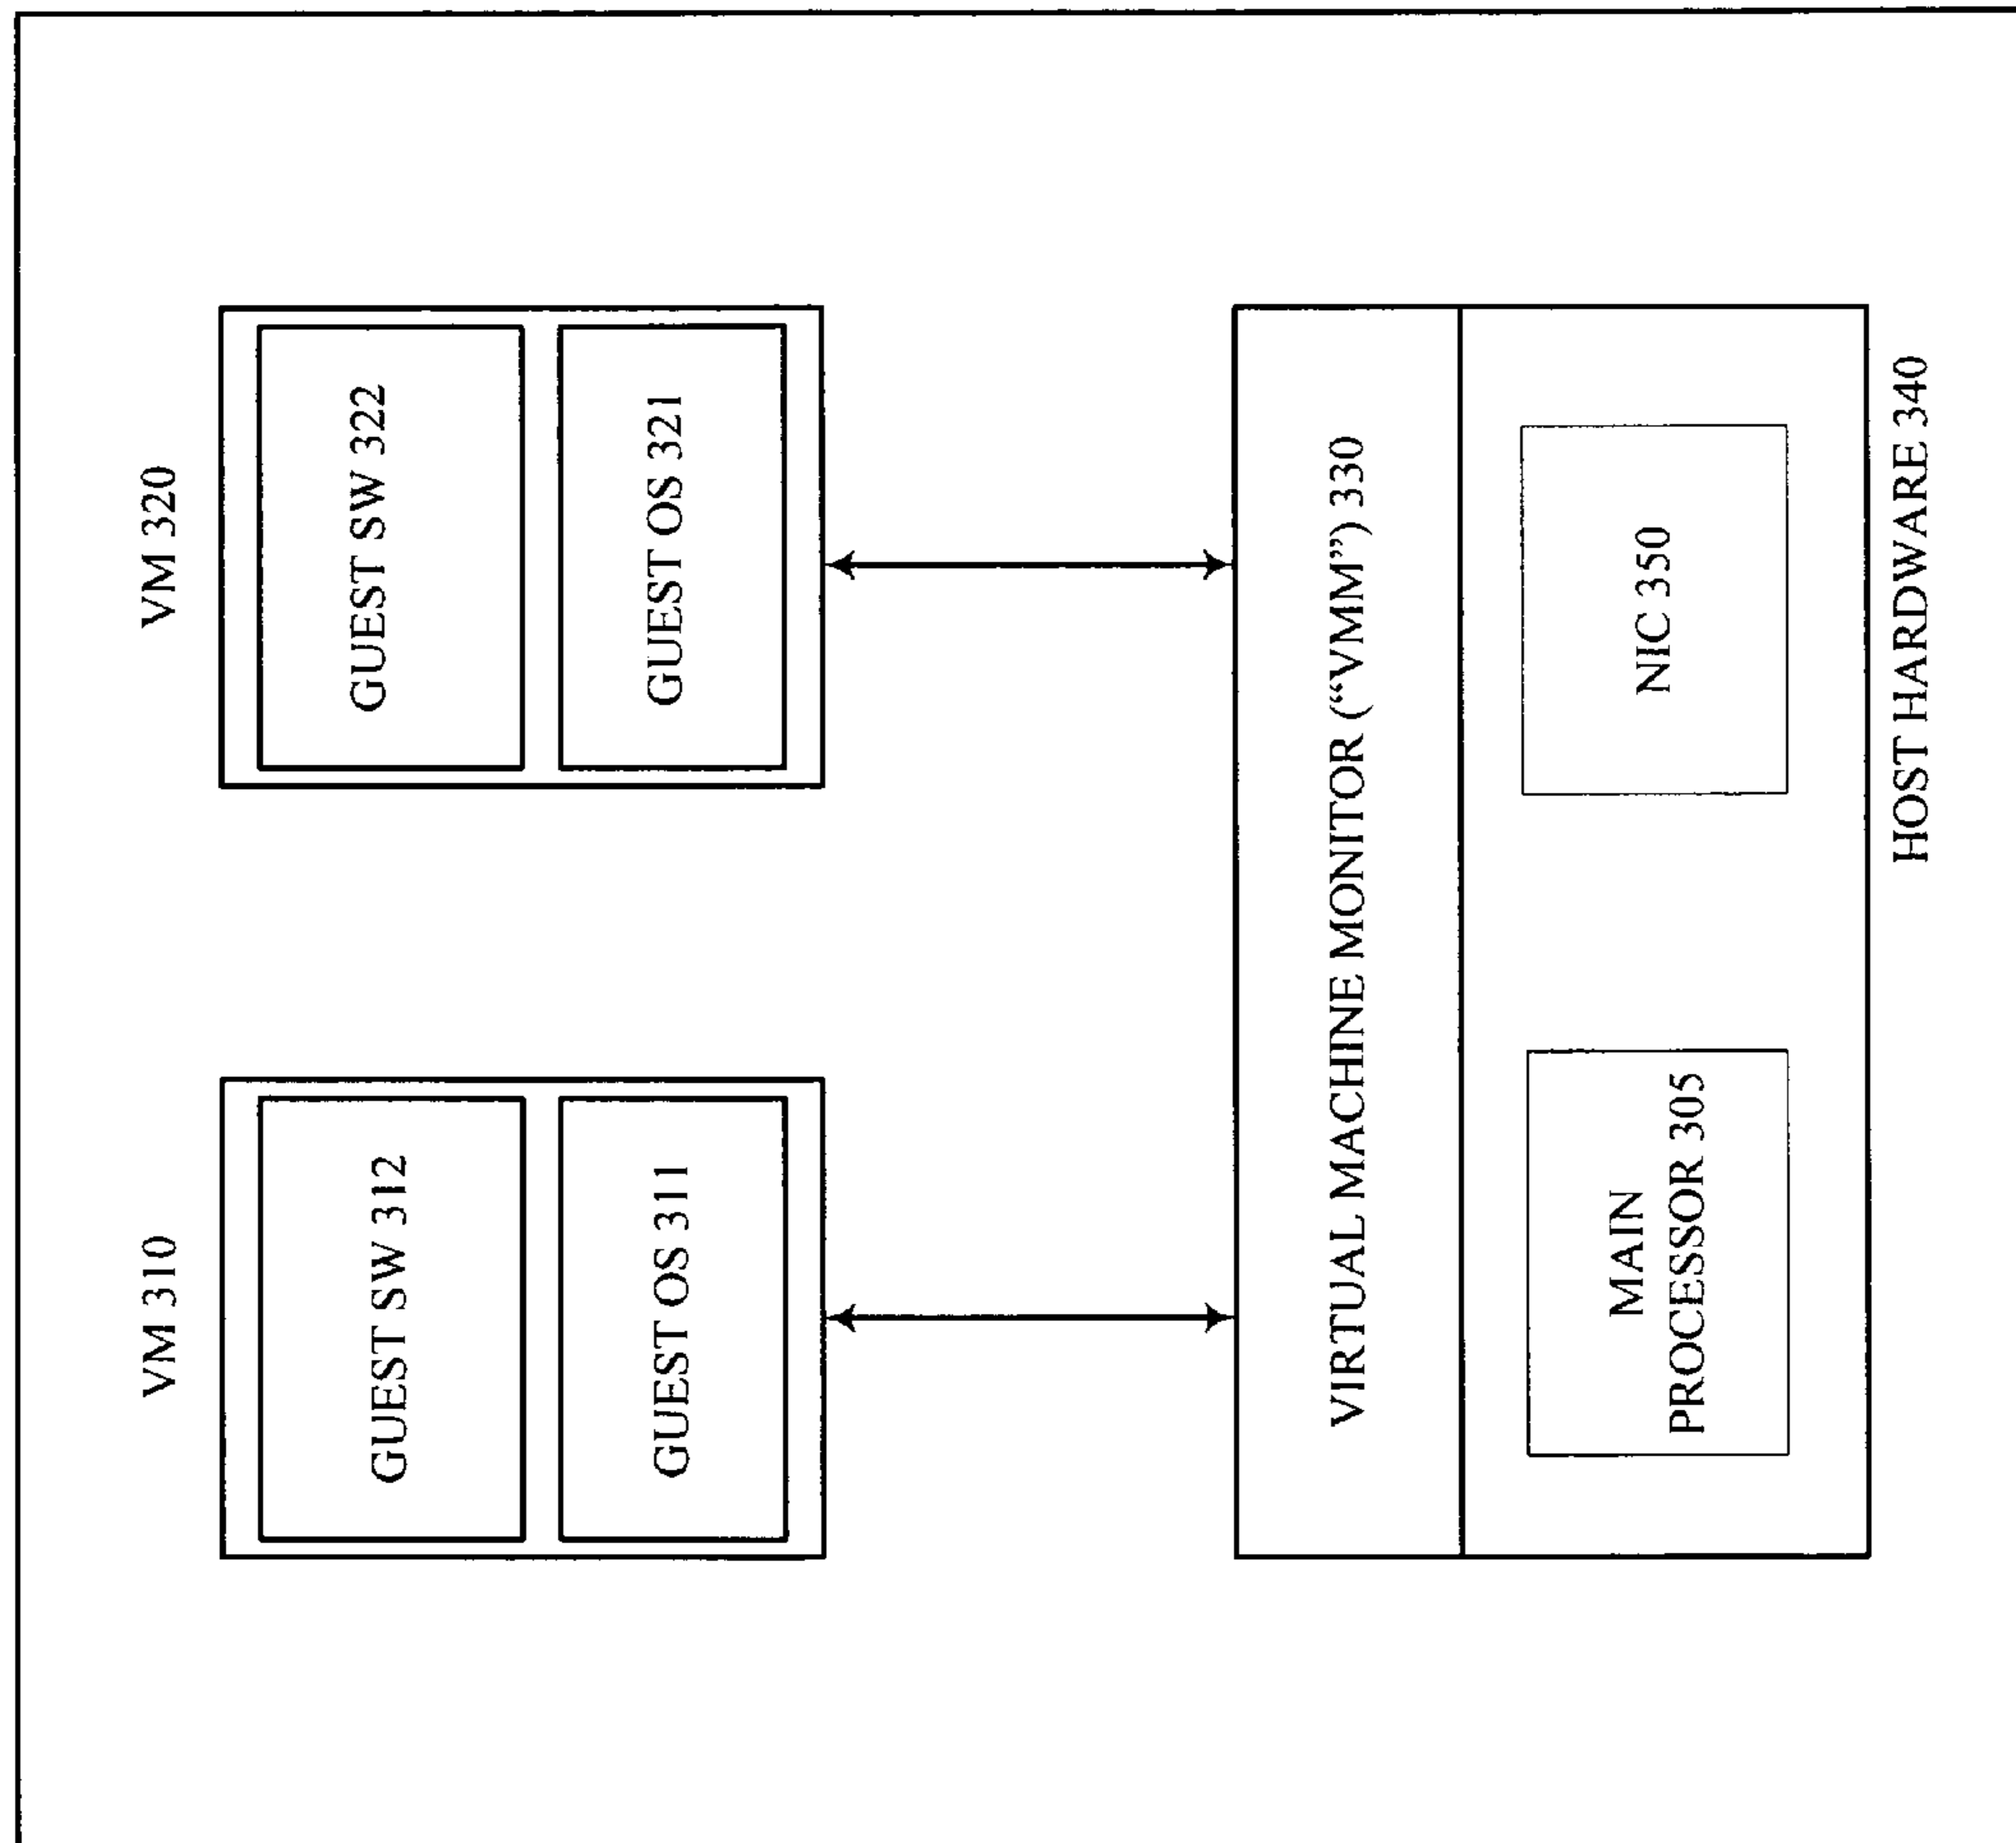 VM 310
VM 320
GUEST SW 312
GUEST SW 322
GUEST OS 311
GUEST OS 321
VIRTUAL MACHINE MONITOR (“VMM”) 330
MAIN
PROCESSOR 305
NIC 350
HOST HARDWARE 340